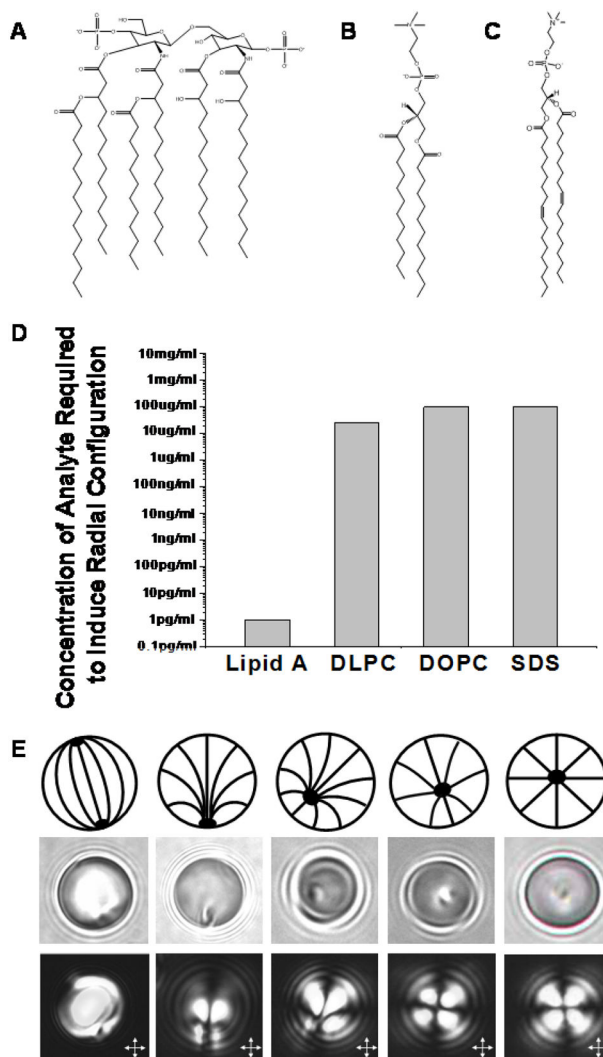 A
B
C
D
Concentration of Analyte Required
to Induce Radial Configuration
10mg/ml
1mg/ml
100ug/ml
10ug/ml
1ug/ml
100ng/ml
10ng/ml
1ng/ml
100pg/ml
10pg/ml
1pg/ml
0.1pg/ml
Lipid A DLPC DOPC SDS
E